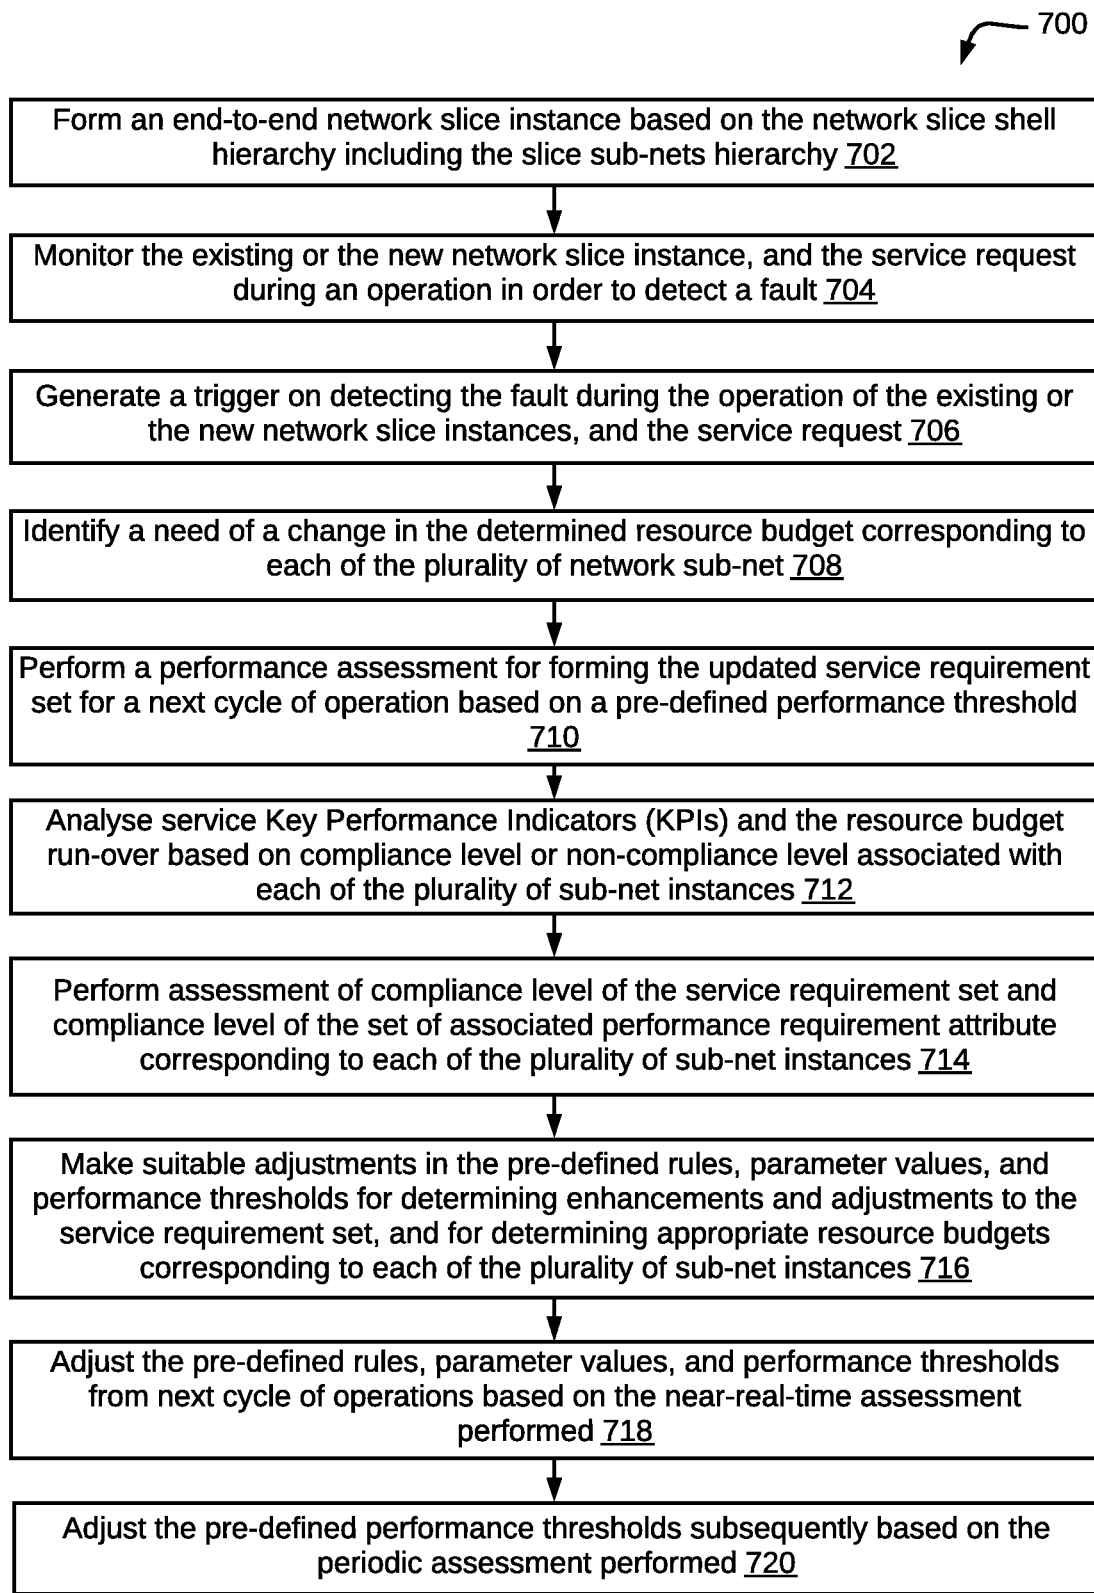 700
Form an end-to-end network slice instance based on the network slice shell
hierarchy including the slice sub-nets hierarchy 702
Monitor the existing or the new network slice instance, and the service request
during an operation in order to detect a fault 704
Generate a trigger on detecting the fault during the operation of the existing or
the new network slice instances, and the service request 706
Identify a need of a change in the determined resource budget corresponding to
each of the plurality of network sub-net 708
Perform a performance assessment for forming the updated service requirement
set for a next cycle of operation based on a pre-defined performance threshold
710
Analyse service Key Performance Indicators (KPIs) and the resource budget
run-over based on compliance level or non-compliance level associated with
each of the plurality of sub-net instances 712
Perform assessment of compliance level of the service requirement set and
compliance level of the set of associated performance requirement attribute
corresponding to each of the plurality of sub-net instances 714
Make suitable adjustments in the pre-defined rules, parameter values, and
performance thresholds for determining enhancements and adjustments to the
service requirement set, and for determining appropriate resource budgets
corresponding to each of the plurality of sub-net instances 716
Adjust the pre-defined rules, parameter values, and performance thresholds
from next cycle of operations based on the near-real-time assessment
performed 718
Adjust the pre-defined performance thresholds subsequently based on the
periodic assessment performed 720